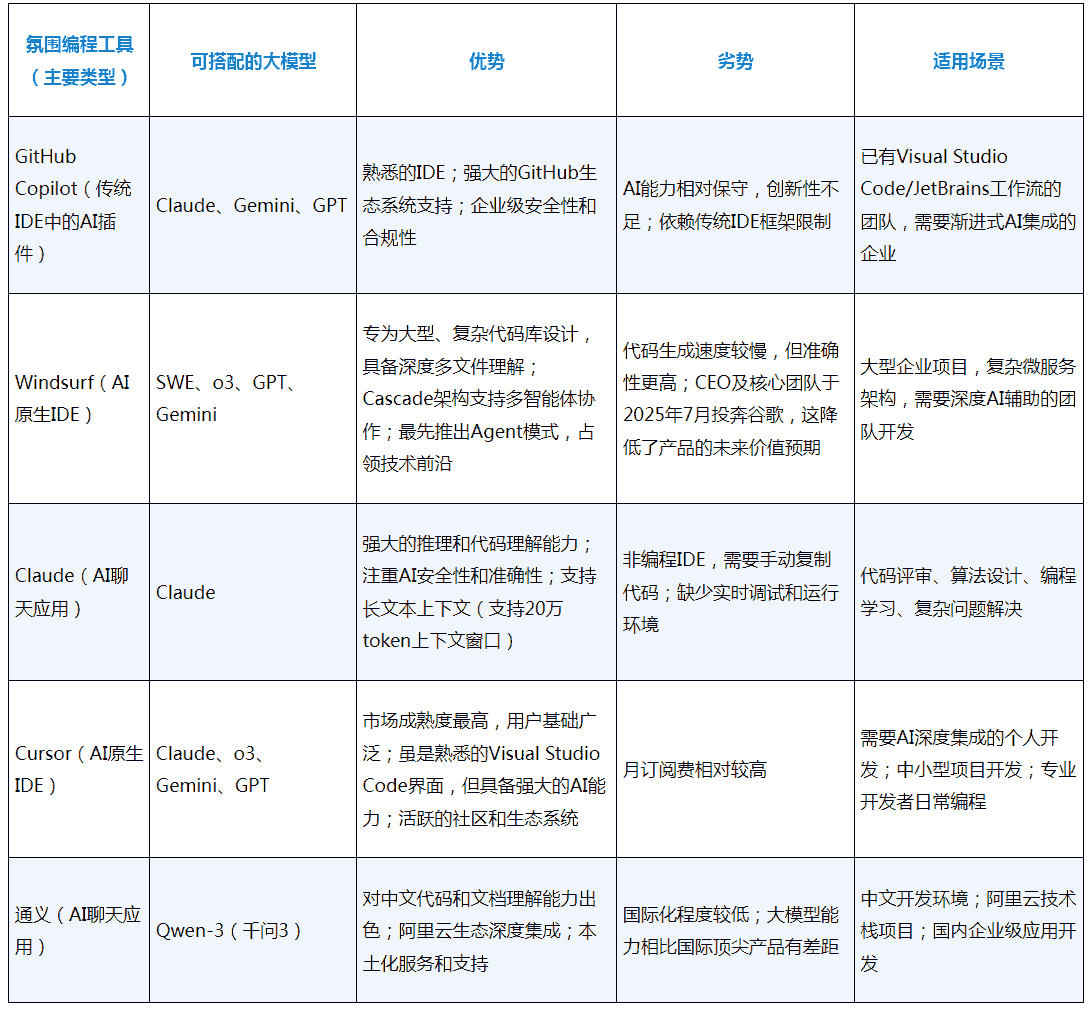 氛围编程工具
（主要类型）
可搭配的大模型
优势
劣势
适用场景
GitHub
Copilot（传统
IDE中的AI插
件）
Claude、Gemini、GPT
熟悉的IDE；强大的GitHub生
态系统支持；企业级安全性和
合规性
AI能力相对保守，创新性不
足；依赖传统IDE框架限制
已有Visual Studio
Code/JetBrains工作流的
团队，需要渐进式AI集成的
企业
Windsurf（AI
原生IDE）
SWE、o3、GPT、
Gemini
专为大型、复杂代码库设计，
具备深度多文件理解；
Cascade架构支持多智能体协
作；最先推出Agent模式，占
领技术前沿
代码生成速度较慢，但准确
性更高；CEO及核心团队于
2025年7月投奔谷歌，这降
低了产品的未来价值预期
大型企业项目，复杂微服务
架构，需要深度AI辅助的团
队开发
Claude（AI聊
天应用）
Claude
强大的推理和代码理解能力；
注重AI安全性和准确性；支持
长文本上下文（支持20万
token上下文窗口）
非编程IDE，需要手动复制
代码；缺少实时调试和运行
环境
代码评审、算法设计、编程
学习、复杂问题解决
Cursor（AI原生
IDE）
Claude、o3、
Gemini、GPT
市场成熟度最高，用户基础广
泛；虽是熟悉的Visual Studio
Code界面，但具备强大的AI能
力；活跃的社区和生态系统
月订阅费相对较高
需要AI深度集成的个人开
发；中小型项目开发；专业
开发者日常编程
通义（AI聊天应
用）
Qwen-3（千问3）
对中文代码和文档理解能力出
色；阿里云生态深度集成；本
土化服务和支持
国际化程度较低；大模型能
力相比国际顶尖产品有差距
中文开发环境；阿里云技术
栈项目；国内企业级应用开
发